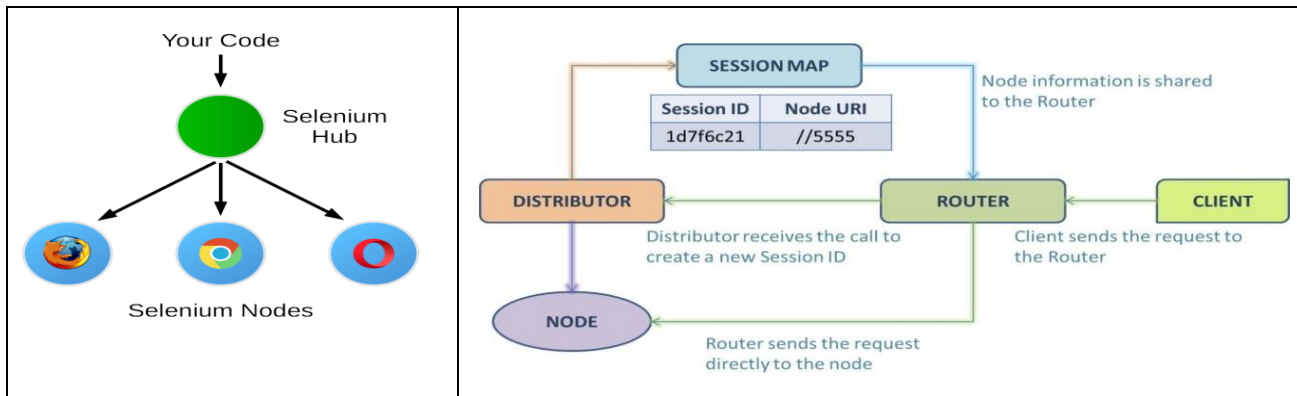 Your Code
Selenium
Hub
Selenium Nodes
SESSION MAP
Node information is shared
to the Router
Session ID Node URI
1d7f6c21 //5555
DISTRIBUTOR
ROUTER
CLIENT
Distributor receives the call to
create a new Session ID
Client sends the request to
the Router
NODE
Router sends the request
directly to the node